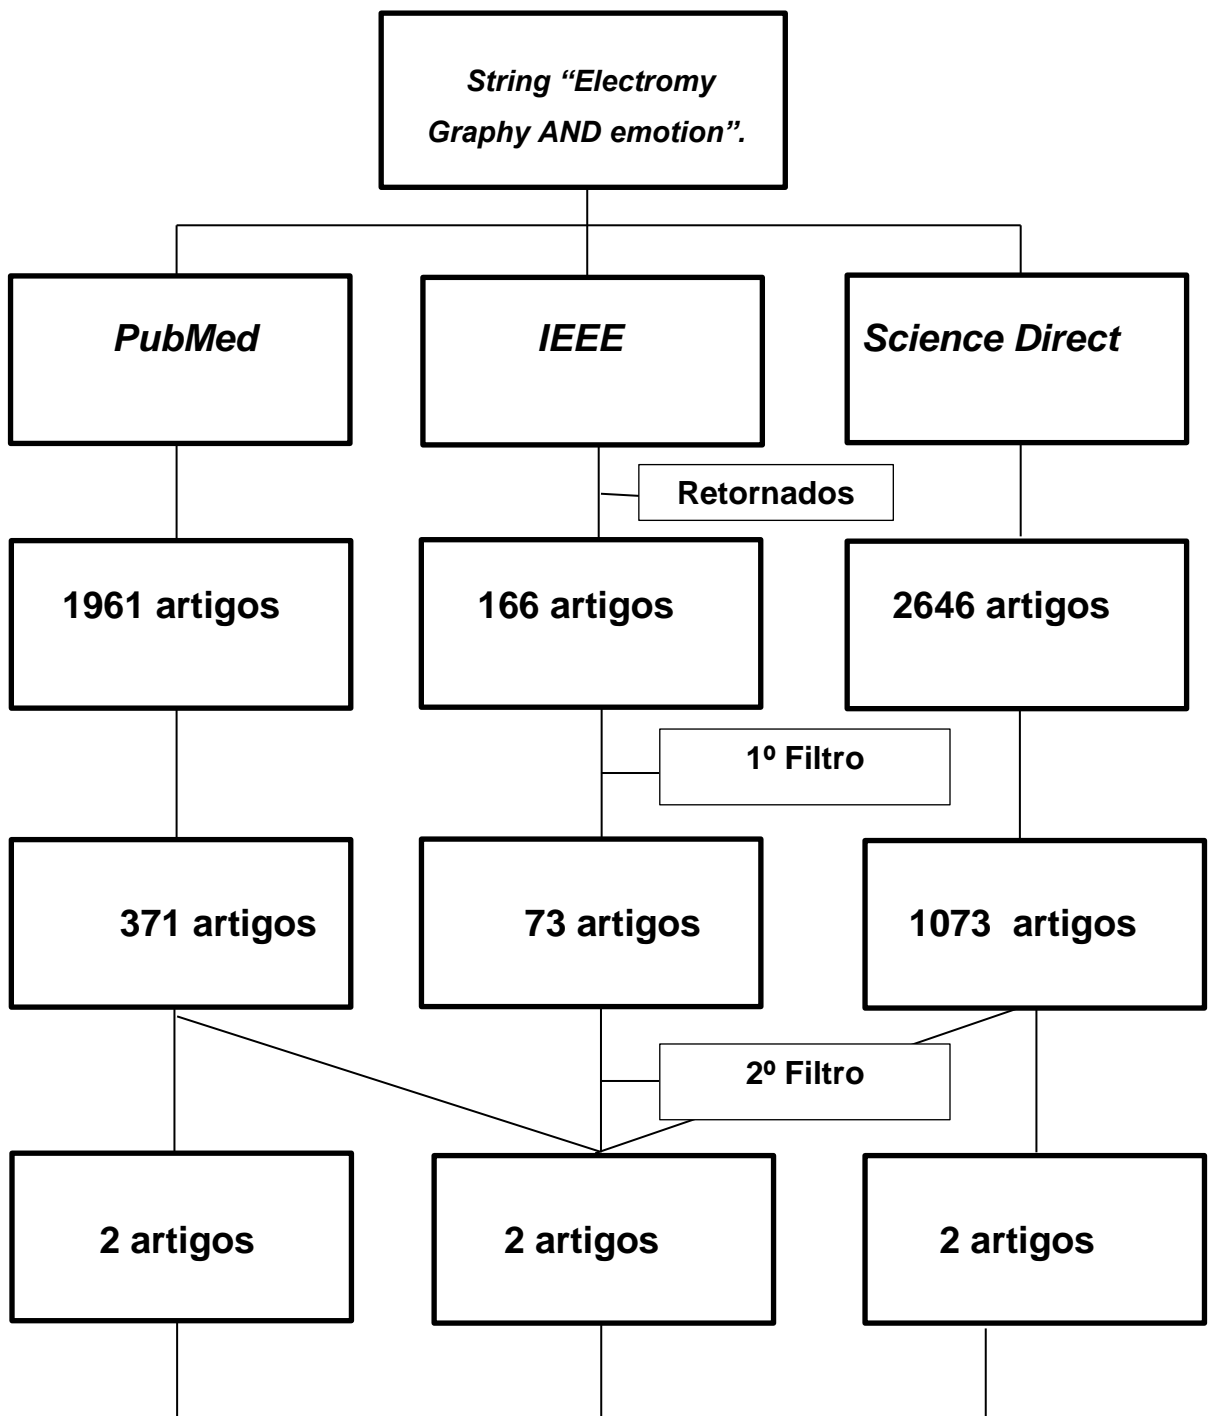 String “Electromy
Graphy AND emotion”.
PubMed
IEEE
Science Direct
Retornados
1961 artigos
166 artigos
2646 artigos
1º Filtro
371 artigos
73 artigos
1073 artigos
2º Filtro
2 artigos
2 artigos
2 artigos